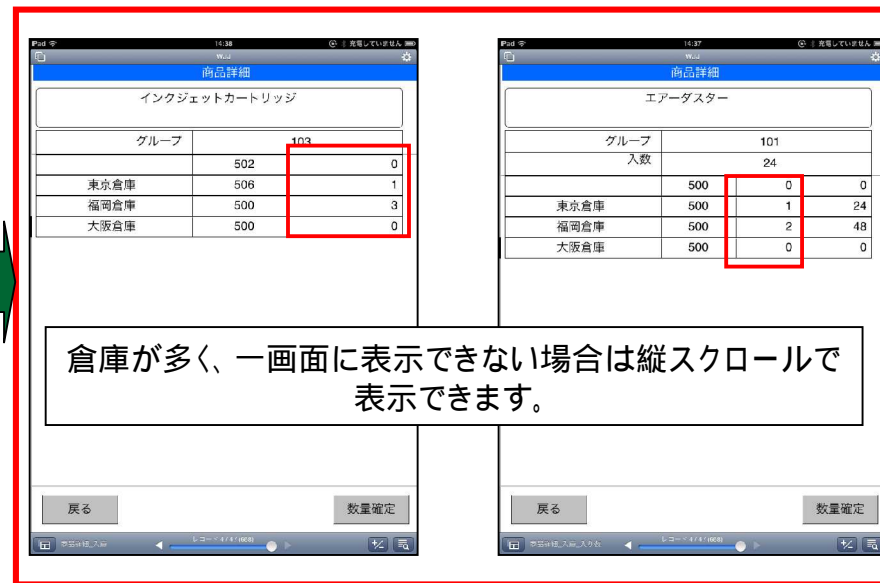 Pad 14:38 充電していません
商品詳細
インクジェットカートリッジ
グループ 103
502 0
東京倉庫 506 1
福岡倉庫 500 3
大阪倉庫 500 0
戻る 数量確定
Pad 14:37 充電していません
商品詳細
エアーダスター
グループ 101
入数 24
500 0 0
東京倉庫 500 1 24
福岡倉庫 500 2 48
大阪倉庫 500 0 0
戻る 数量確定
倉庫が多く、一画面に表示できない場合は縦スクロールで
表示できます。